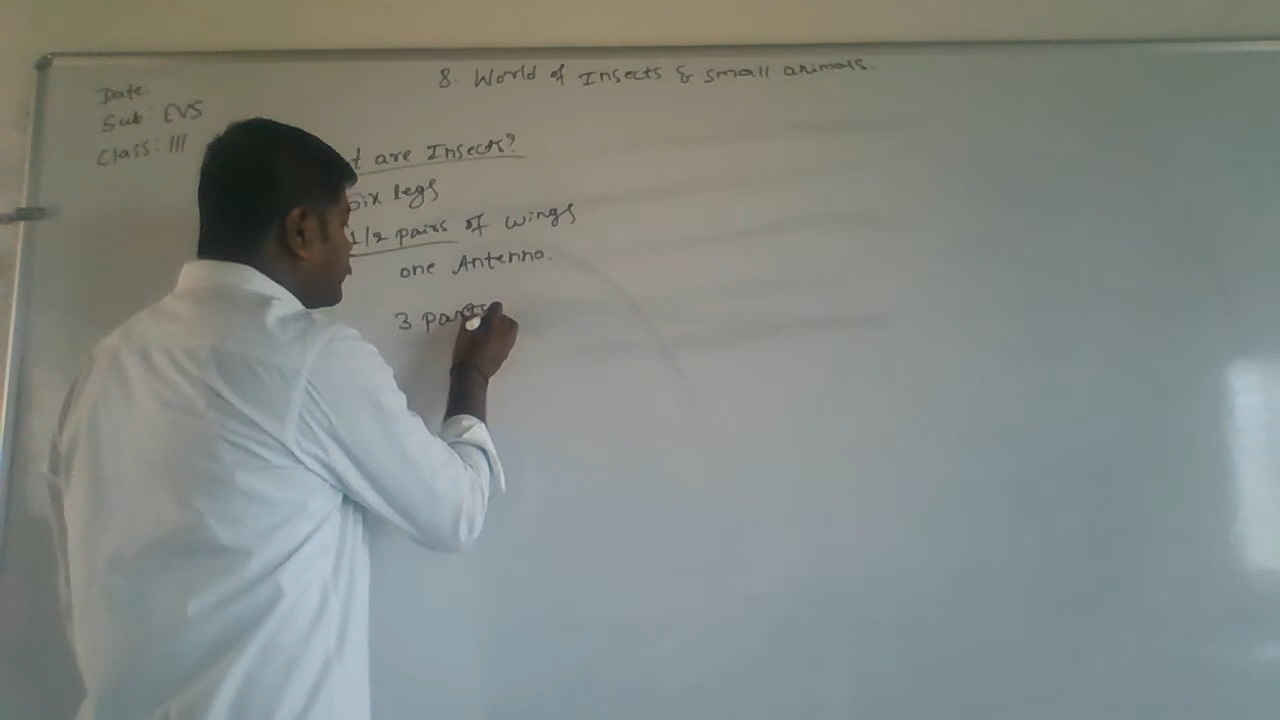 8. World of Insects & small animals.
Date:
Sub: EVS
Class: III
t are Insects?
six legs
1/2 pairs of wings
one Antenna.
3 parts